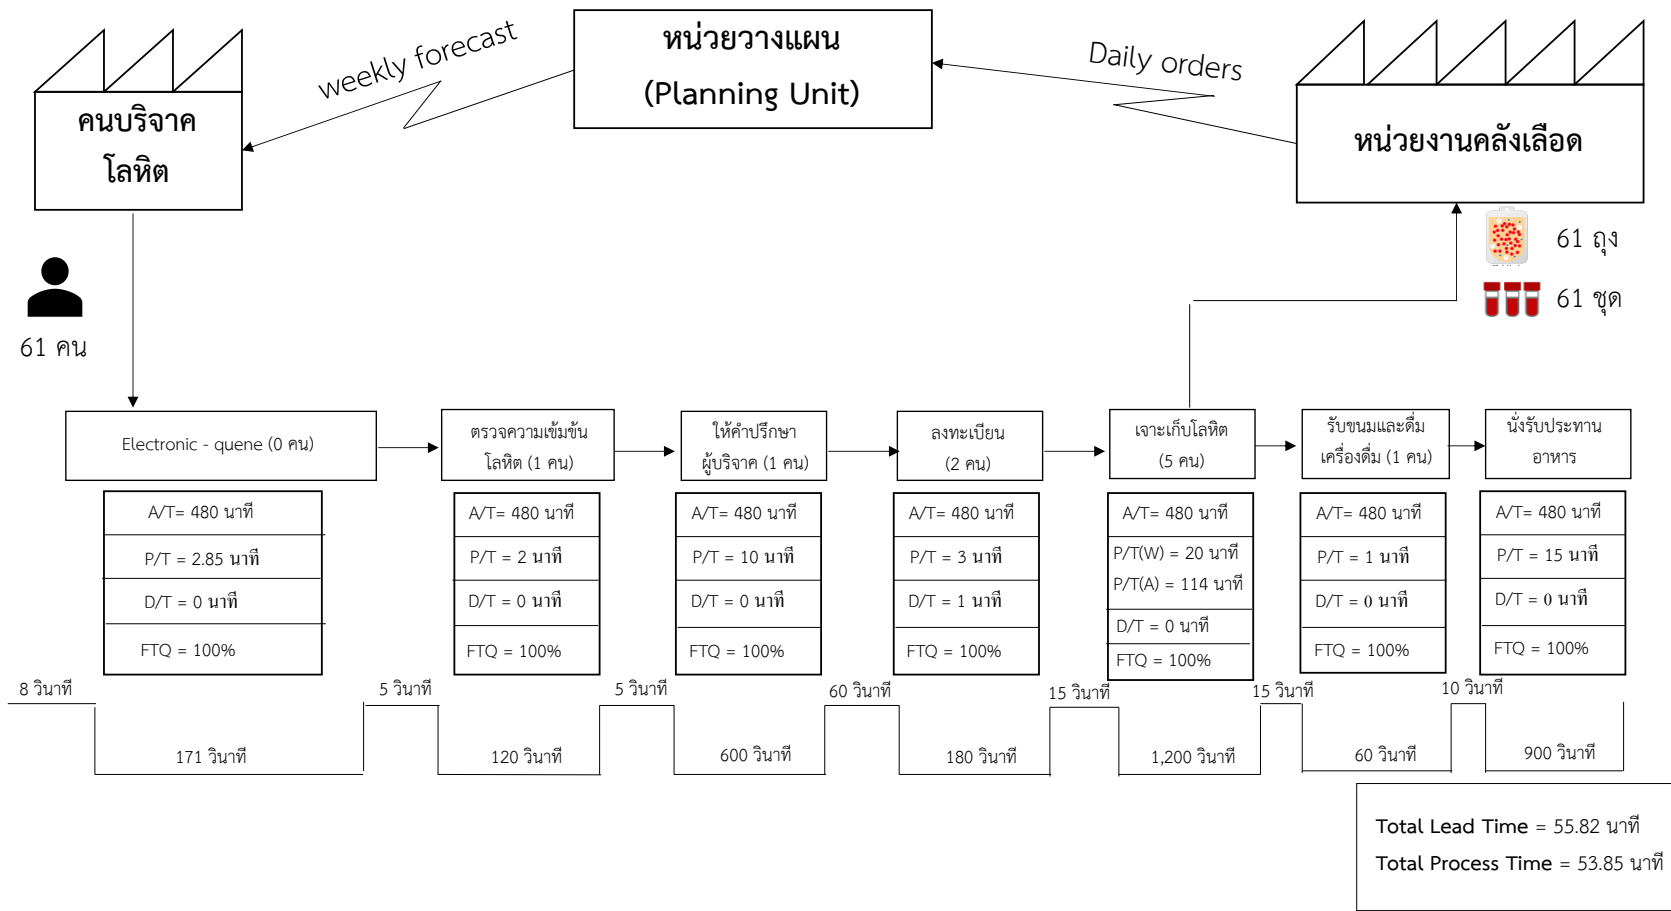 weekly forecast
หน่วยวางแผน
(Planning Unit)
Daily orders
คนบริจาค
โลหิต
หน่วยงานคลังเลือด
61 ถุง
61 ชุด
61 คน
Electronic - quene (0 คน)
ตรวจความเข้มข้น
โลหิต (1 คน)
ให้คำปรึกษา
ผู้บริจาค (1 คน)
ลงทะเบียน
(2 คน)
เจาะเก็บโลหิต
(5 คน)
รับขนมและดื่ม
เครื่องดื่ม (1 คน)
นั่งรับประทาน
อาหาร
A/T= 480 นาที
P/T = 2.85 นาที
D/T = 0 นาที
FTQ = 100%
A/T= 480 นาที
P/T = 2 นาที
D/T = 0 นาที
FTQ = 100%
A/T= 480 นาที
P/T = 10 นาที
D/T = 0 นาที
FTQ = 100%
A/T= 480 นาที
P/T = 3 นาที
D/T = 1 นาที
FTQ = 100%
A/T= 480 นาที
P/T(W) = 20 นาที
P/T(A) = 114 นาที
D/T = 0 นาที
FTQ = 100%
A/T= 480 นาที
P/T = 1 นาที
D/T = 0 นาที
FTQ = 100%
A/T= 480 นาที
P/T = 15 นาที
D/T = 0 นาที
FTQ = 100%
8 วินาที
5 วินาที
5 วินาที
60 วินาที
15 วินาที
15 วินาที
10 วินาที
171 วินาที
120 วินาที
600 วินาที
180 วินาที
1,200 วินาที
60 วินาที
900 วินาที
Total Lead Time = 55.82 นาที
Total Process Time = 53.85 นาที